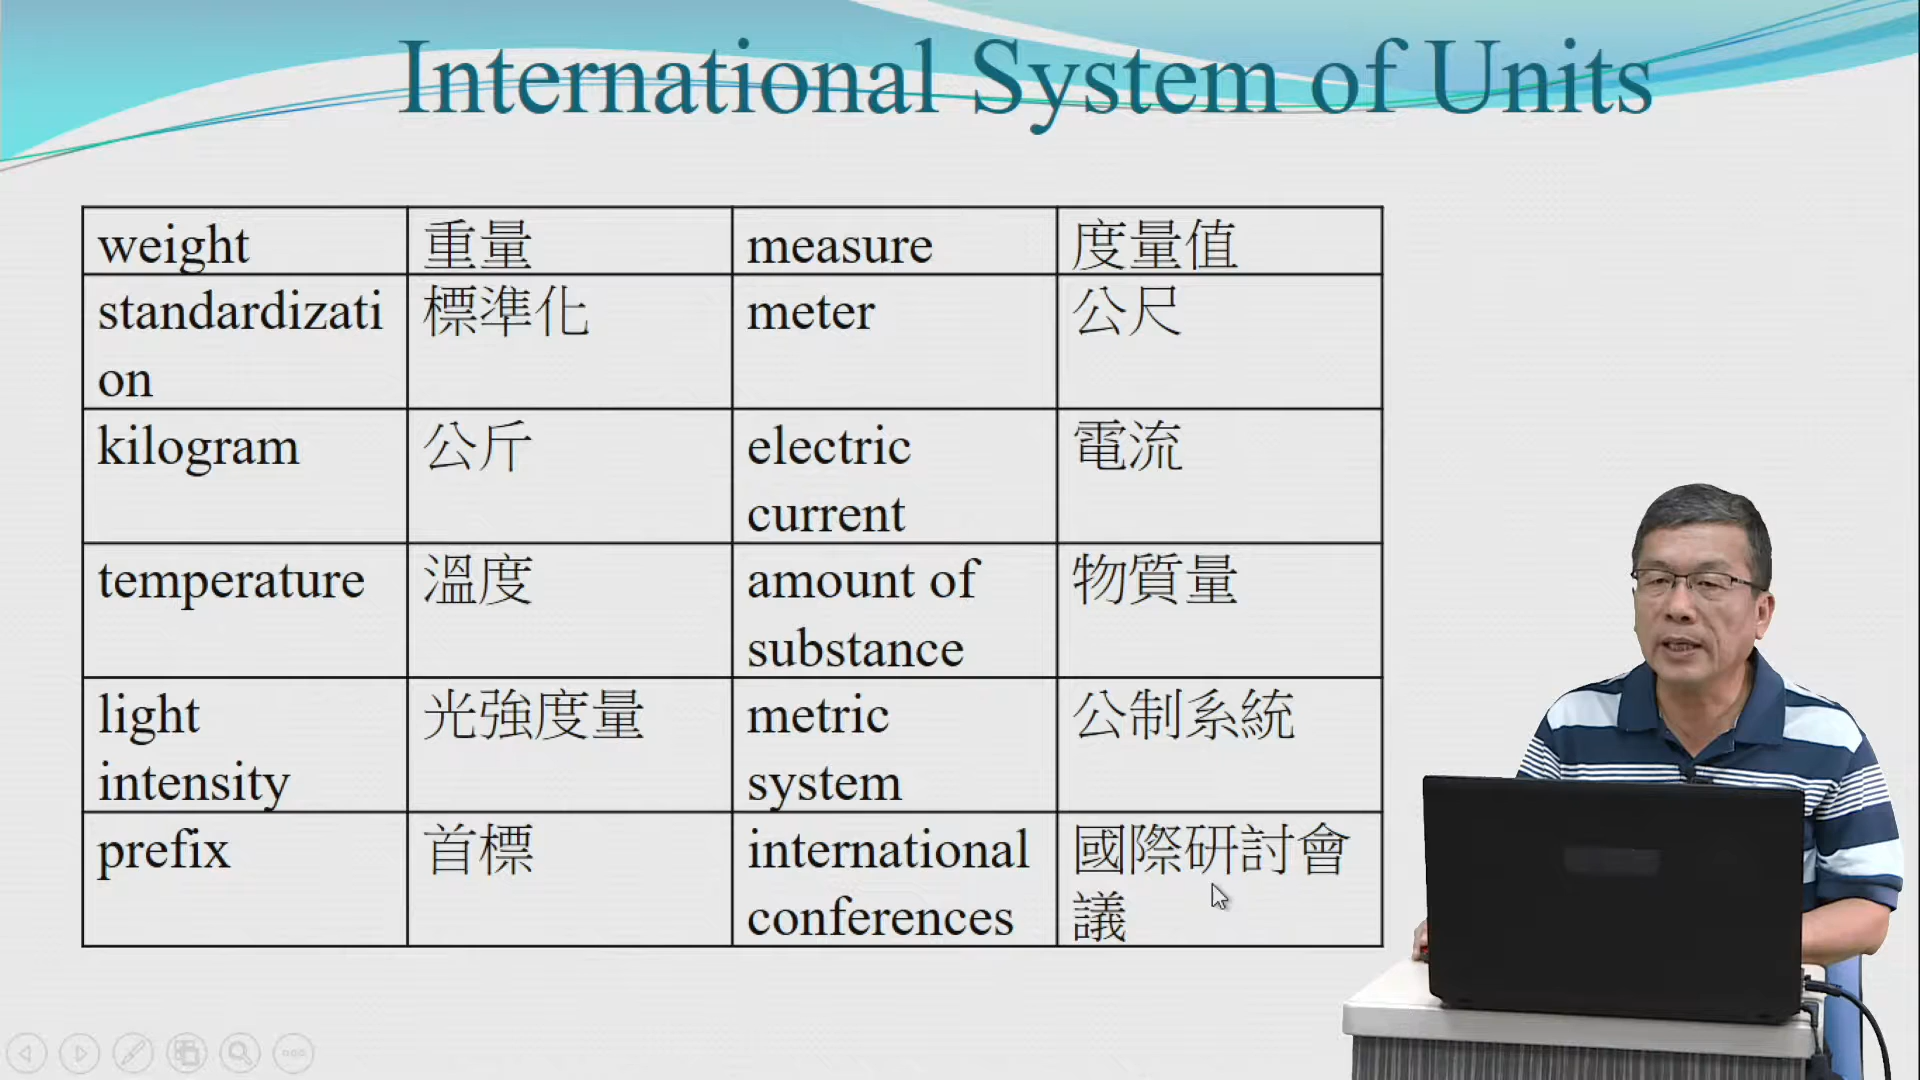 International System of Units
weight 重量 measure 度量值
standardizati 標準化 meter 公尺
on
kilogram 公斤 electric 電流
current
temperature 溫度 amount of 物質量
substance
light 光強度量 metric 公制系統
intensity system
prefix 首標 international 國際研討會
conferences 議